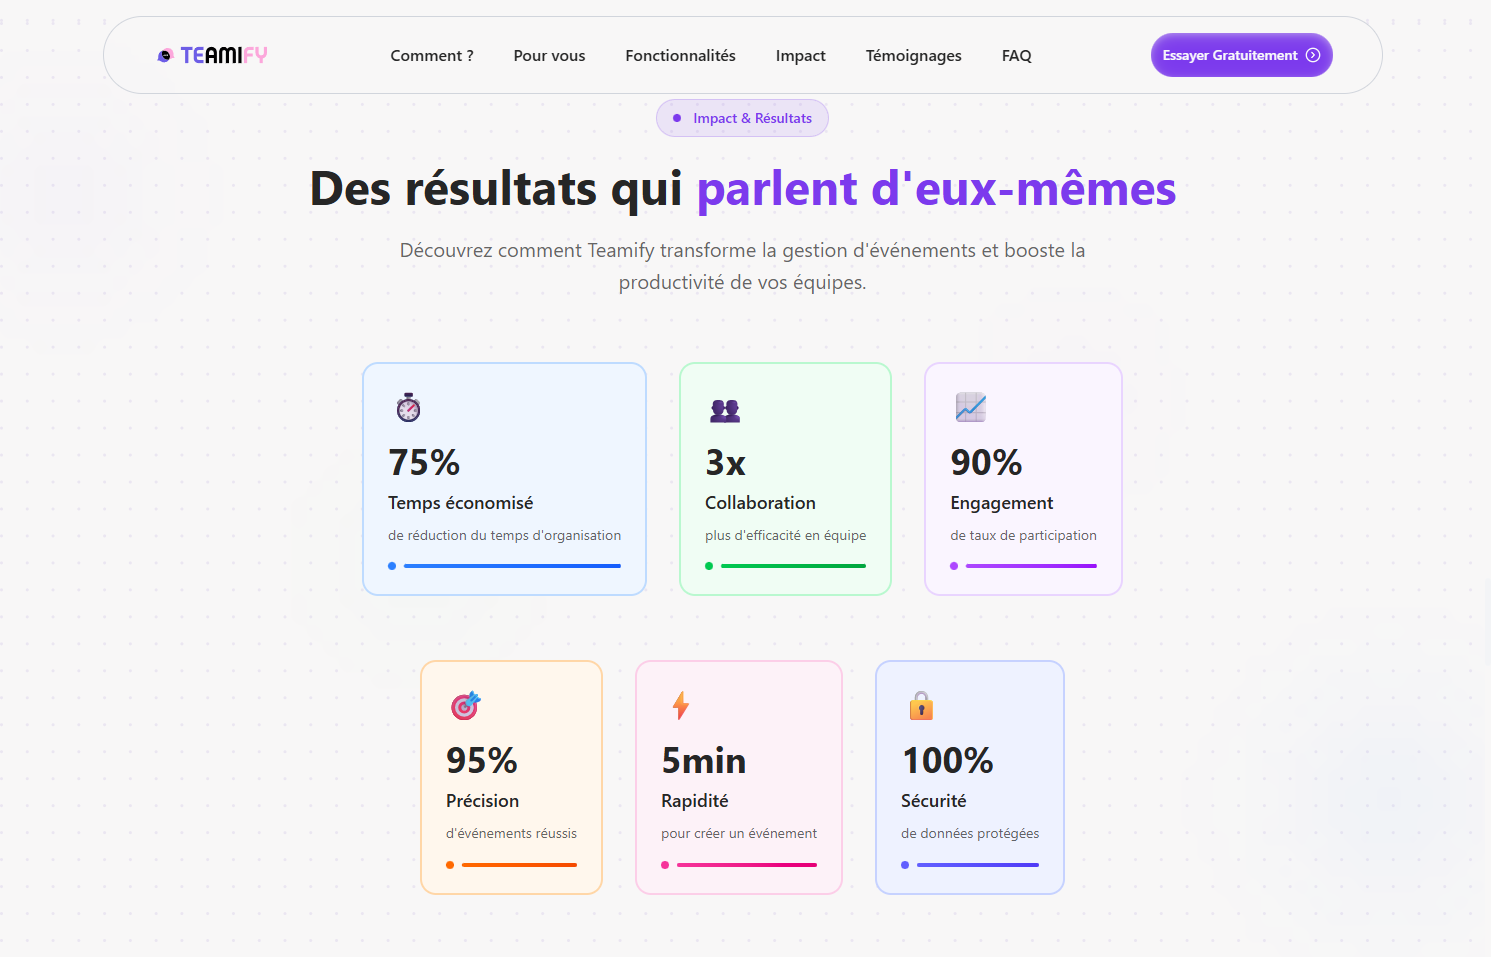 TEAMIFY
Comment ?
Pour vous
Fonctionnalités
Impact
Témoignages
FAQ
Essayer Gratuitement
Impact & Résultats
Des résultats qui parlent d'eux-mêmes
Découvrez comment Teamify transforme la gestion d'événements et booste la
productivité de vos équipes.
75%
Temps économisé
de réduction du temps d'organisation
3x
Collaboration
plus d'efficacité en équipe
90%
Engagement
de taux de participation
95%
Précision
d'événements réussis
5min
Rapidité
pour créer un événement
100%
Sécurité
de données protégées